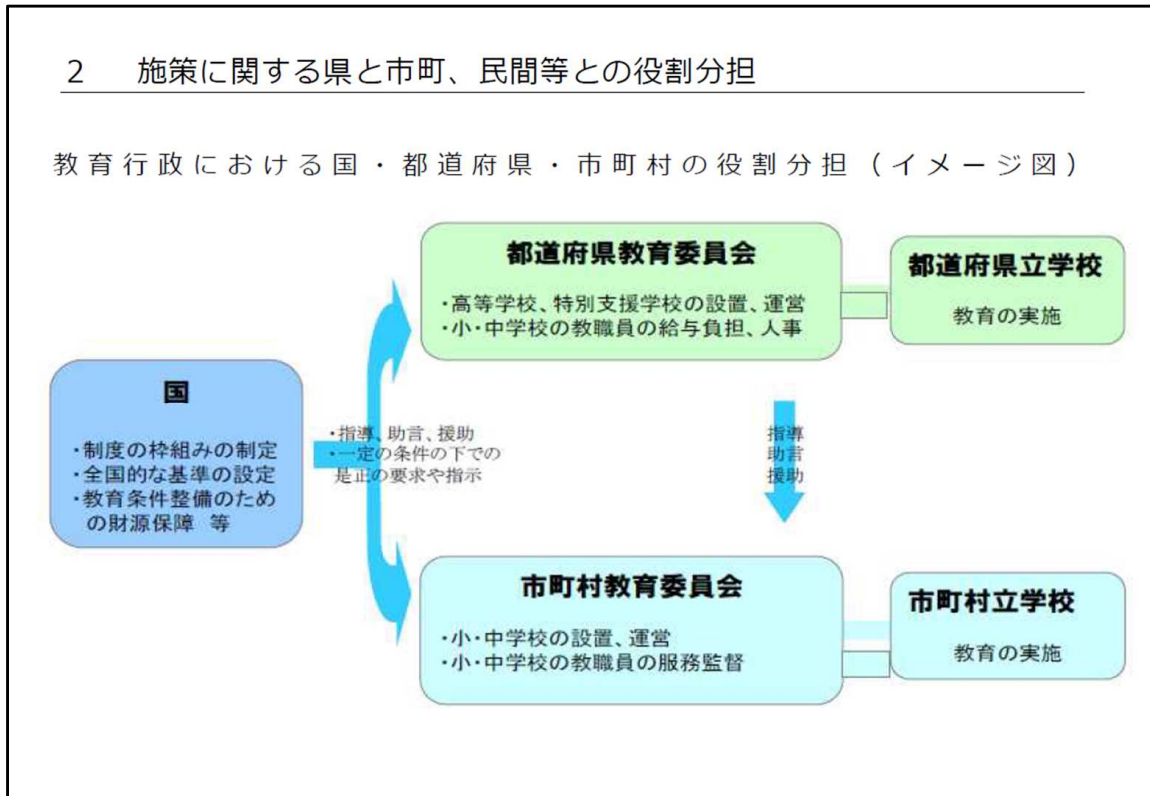 2　施策に関する県と市町、民間等との役割分担
教育行政における国・都道府県・市町村の役割分担（イメージ図）
国
・制度の枠組みの制定
・全国的な基準の設定
・教育条件整備のため
の財源保障 等
・指導、助言、援助
・一定の条件の下での
是正の要求や指示
都道府県教育委員会
・高等学校、特別支援学校の設置、運営
・小・中学校の教職員の給与負担、人事
都道府県立学校
教育の実施
指導
助言
援助
市町村教育委員会
・小・中学校の設置、運営
・小・中学校の教職員の服務監督
市町村立学校
教育の実施